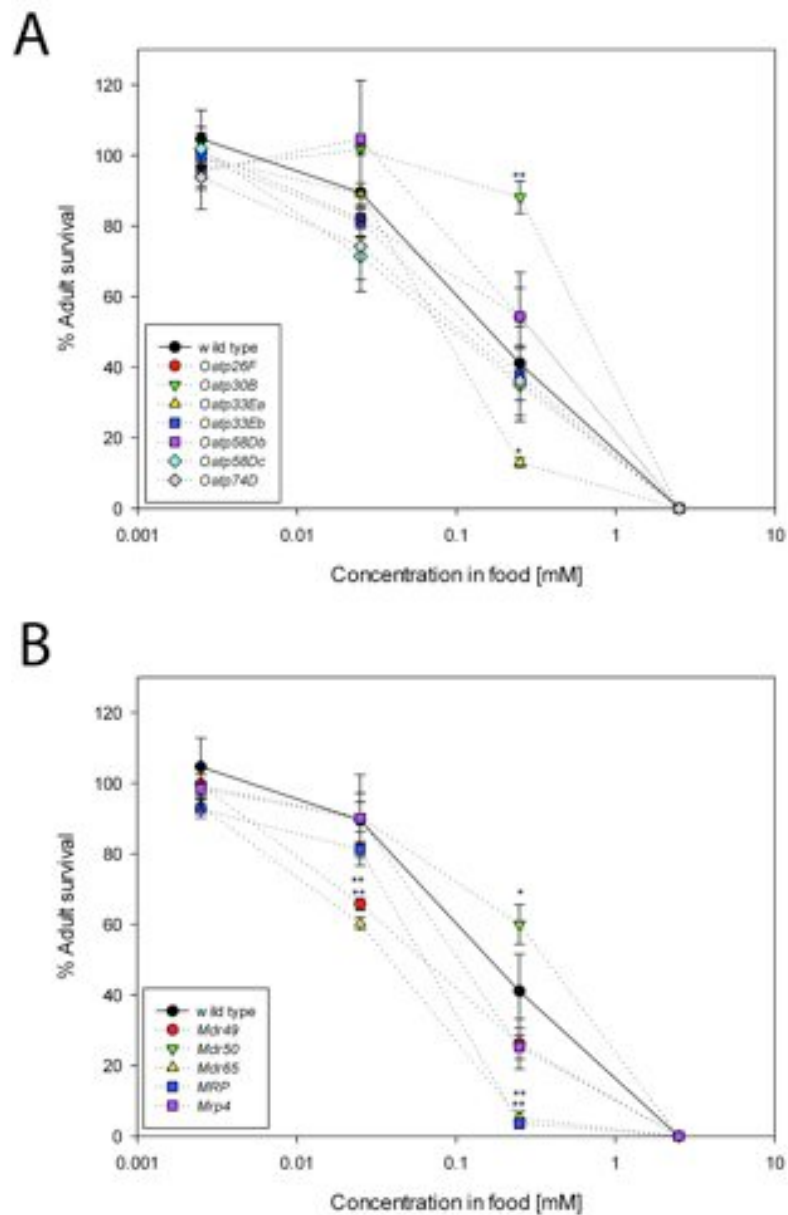 A
120
100
80
60
40
20
0
% Adult survival
**
*
wild type
Oatp26F
Oatp30B
Oatp33Ea
Oatp33Eb
Oatp58Db
Oatp58Dc
Oatp74D
0.001
0.01
0.1
1
10
Concentration in food [mM]
B
120
100
80
60
40
20
0
% Adult survival
**
**
*
**
**
wild type
Mdr49
Mdr50
Mdr65
MRP
Mrp4
0.001
0.01
0.1
1
10
Concentration in food [mM]